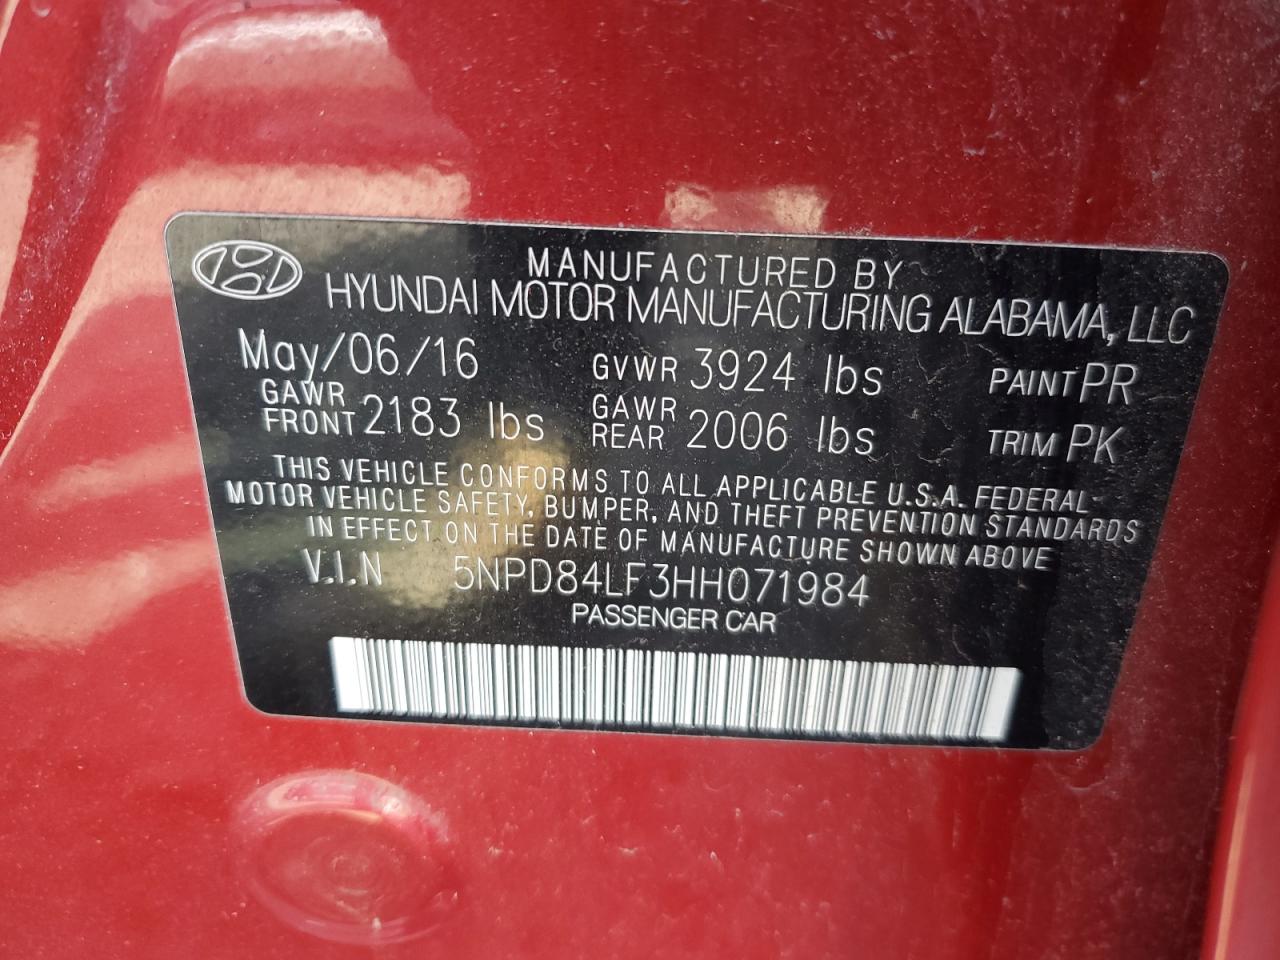 MANUFACTURED BY
HYUNDAI MOTOR MANUFACTURING ALABAMA, LLC
May/06/16 GVWR 3924 lbs PAINT PR
GAWR FRONT 2183 lbs GAWR REAR 2006 lbs TRIM PK
THIS VEHICLE CONFORMS TO ALL APPLICABLE U.S.A. FEDERAL
MOTOR VEHICLE SAFETY, BUMPER, AND THEFT PREVENTION STANDARDS
IN EFFECT ON THE DATE OF MANUFACTURE SHOWN ABOVE
V.I.N 5NPD84LF3HH071984
PASSENGER CAR